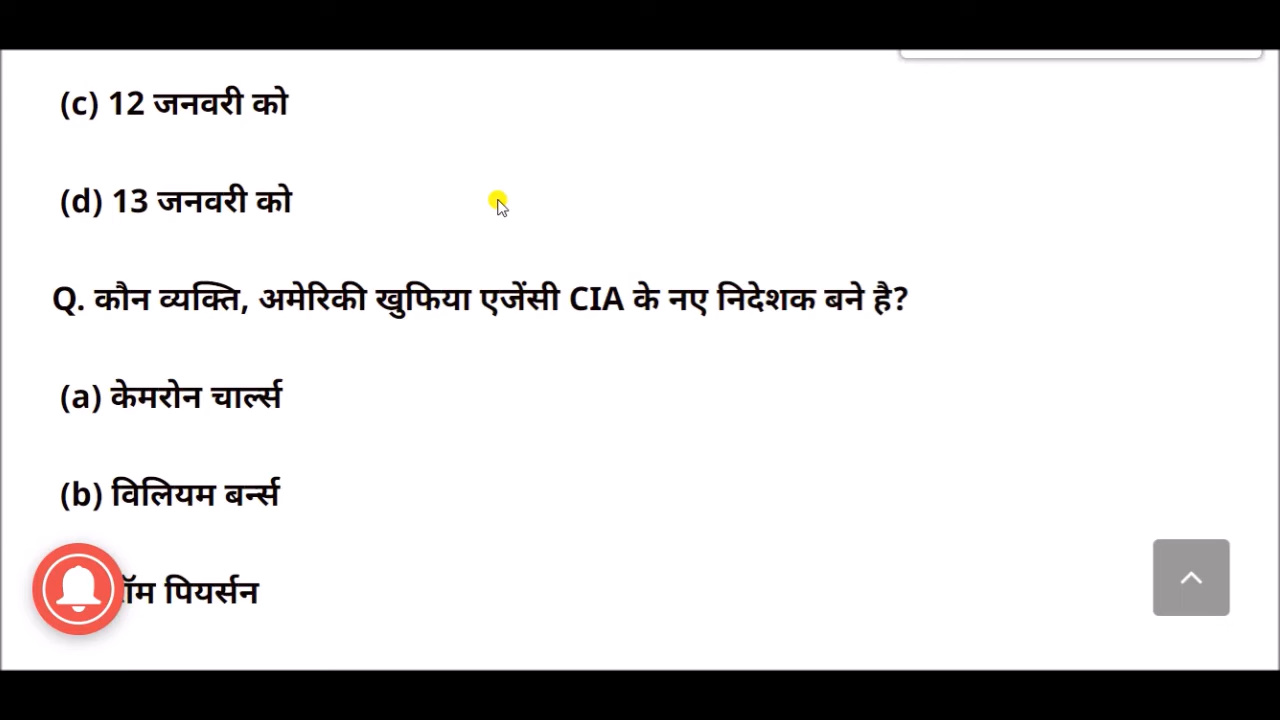 (c) 12 जनवरी को
(d) 13 जनवरी को
Q. कौन व्यक्ति, अमेरिकी खुफिया एजेंसी CIA के नए निदेशक बने है?
(a) केमरोन चार्ल्स
(b) विलियम बर्न्स
पियर्सन